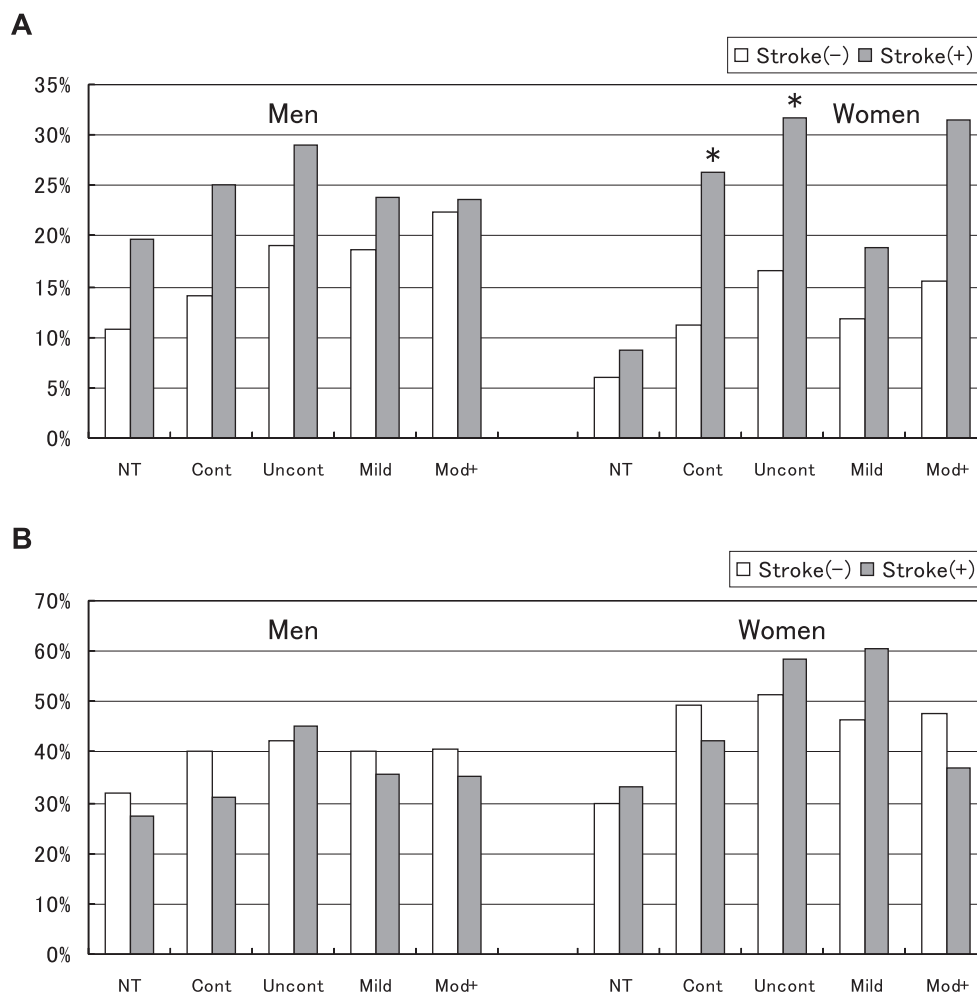 A
□ Stroke(-) ■ Stroke(+)
35%
Men
Women
30%
25%
20%
15%
10%
5%
0%
* *
NT Cont Uncont Mild Mod+ NT Cont Uncont Mild Mod+
B
□ Stroke(-) ■ Stroke(+)
70%
Men Women
60%
50%
40%
30%
20%
10%
0%
NT Cont Uncont Mild Mod+ NT Cont Uncont Mild Mod+